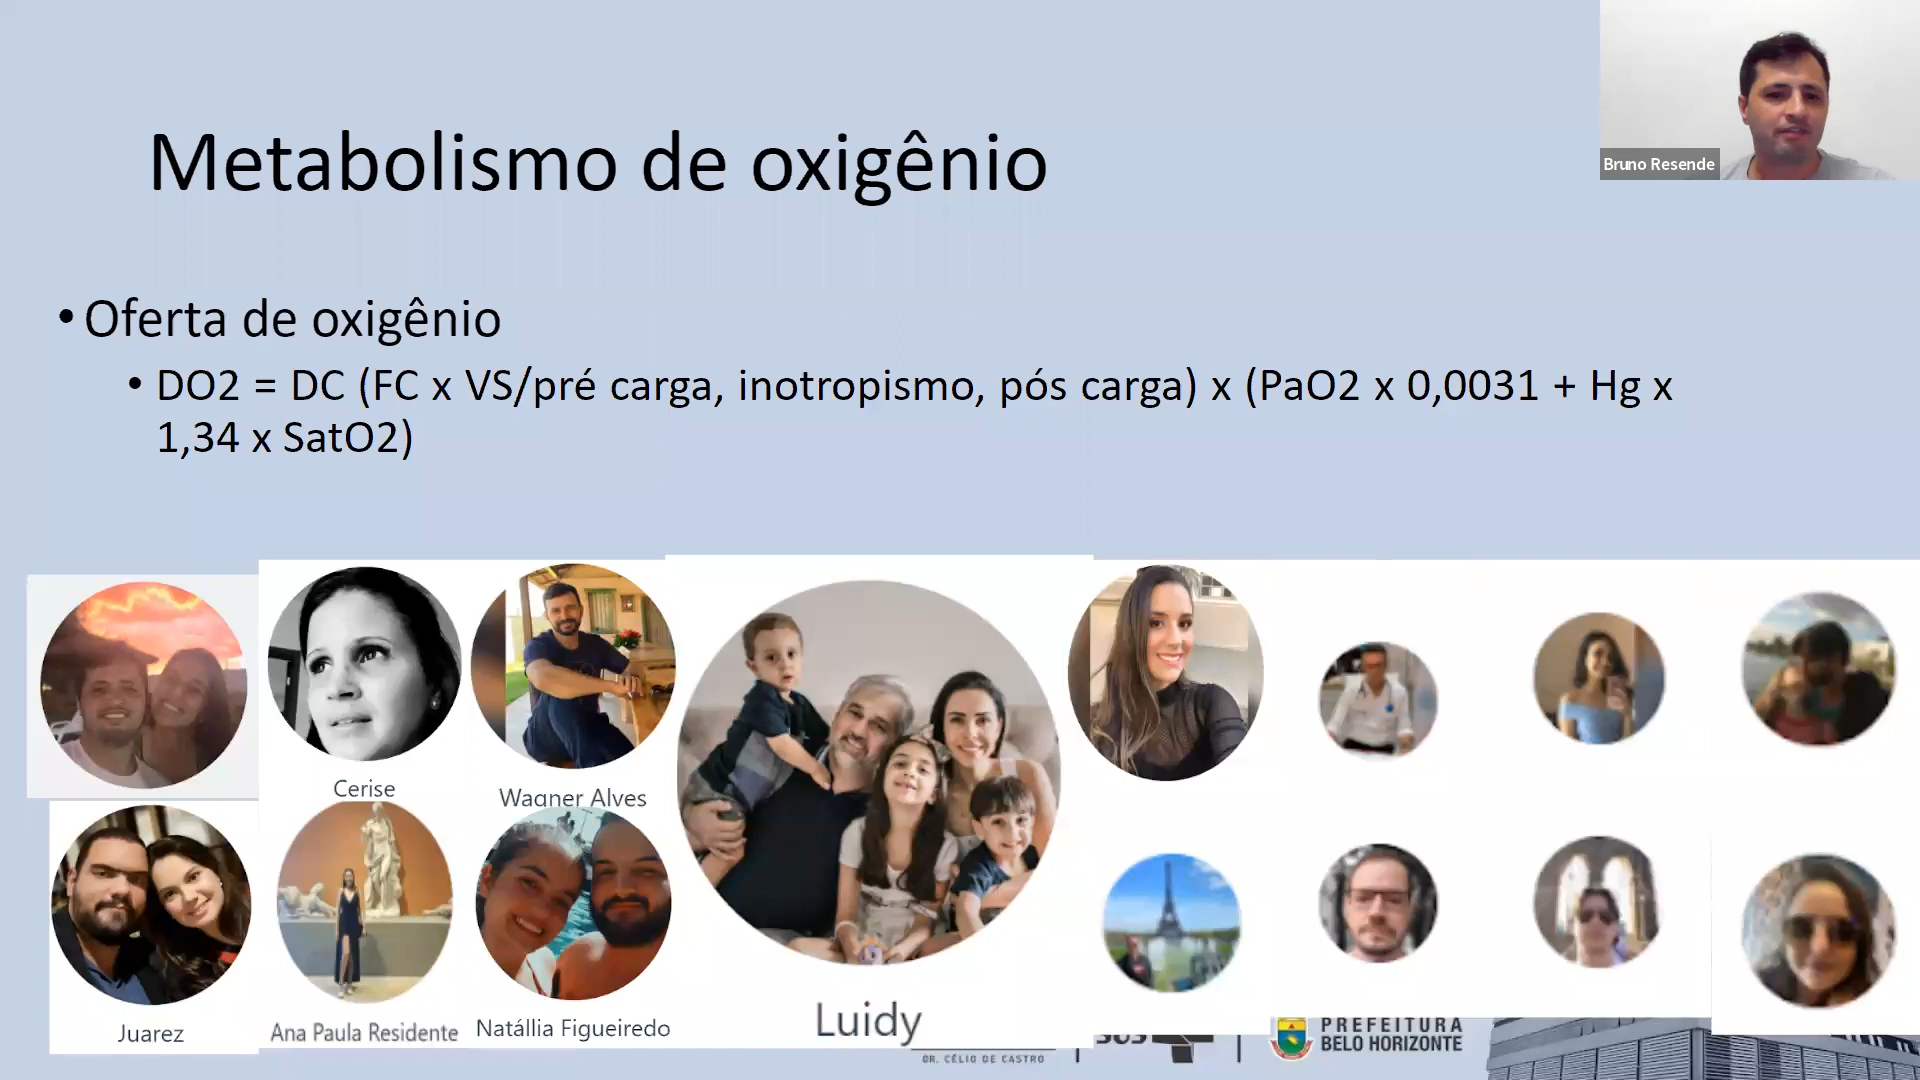 Bruno Resende
Metabolismo de oxigênio
• Oferta de oxigênio
• DO2 = DC (FC x VS/pré carga, inotropismo, pós carga) x (PaO2 x 0,0031 + Hg x
1,34 x SatO2)
Cerise
Wagner Alves
Juarez
Ana Paula Residente
Natállia Figueiredo
Luidy
DR. CÉLIO DE CASTRO
SUS
PREFEITURA
BELO HORIZONTE